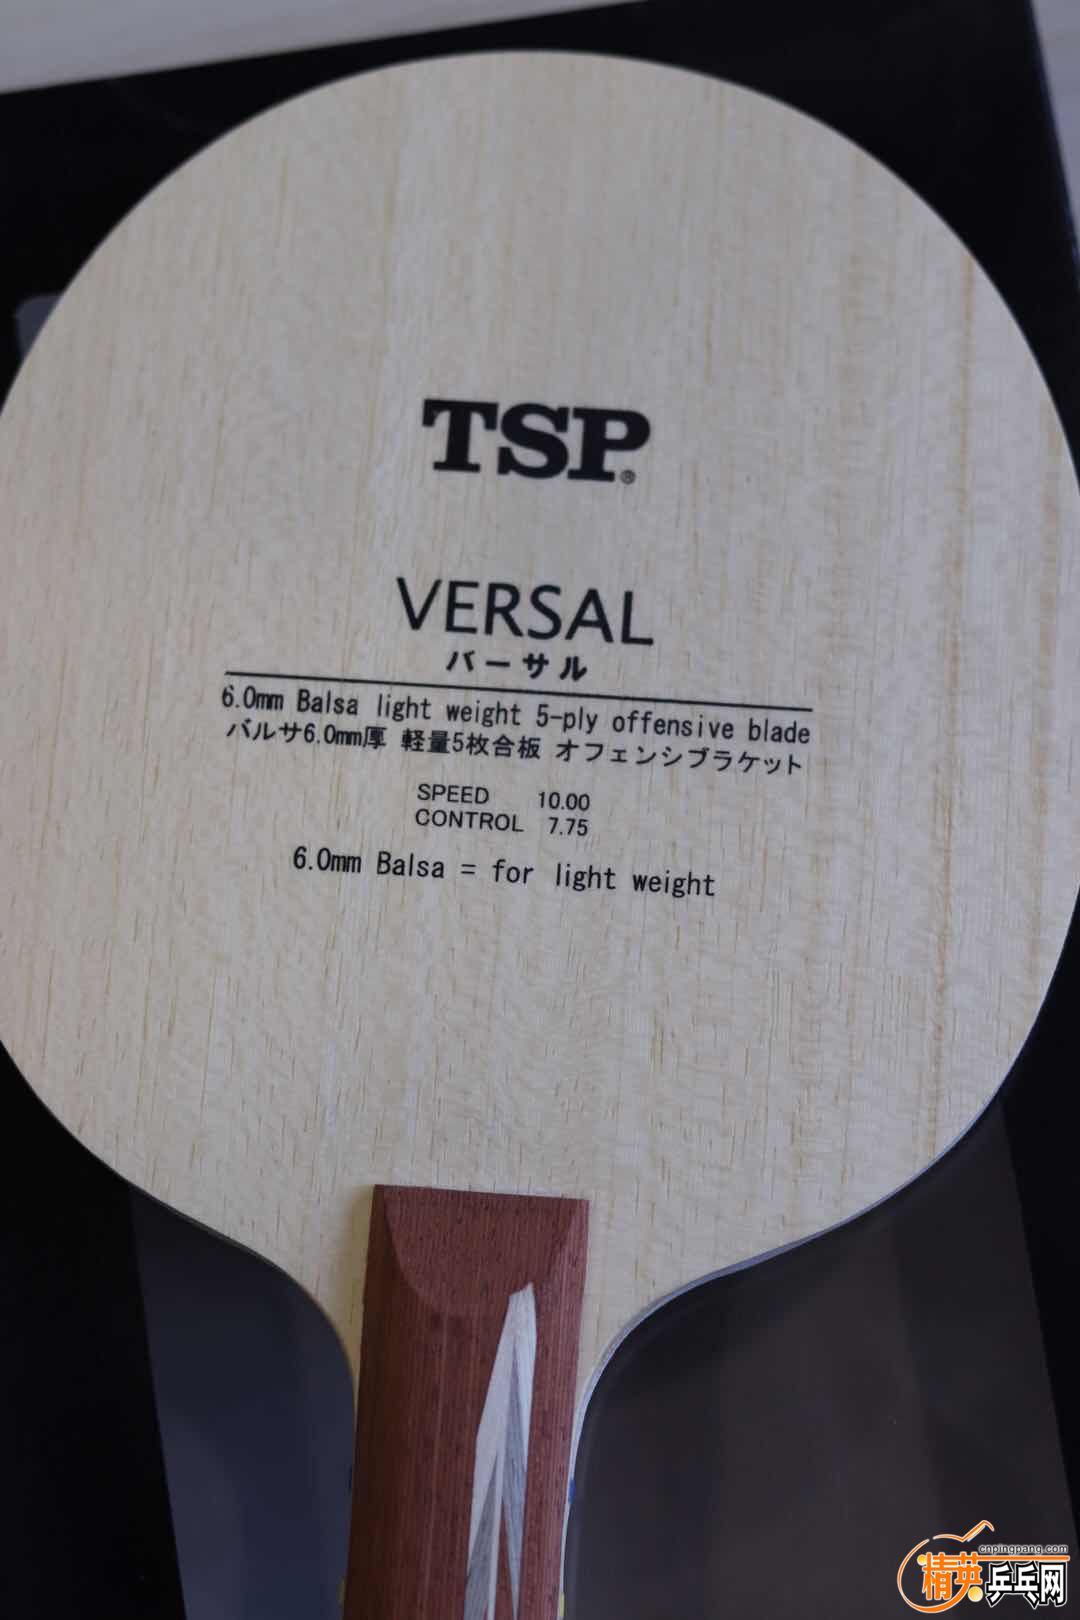 TSP®
VERSAL
バーサル
6.0mm Balsa light weight 5-ply offensive blade
バルサ6.0mm厚 軽量5枚合板 オフェンシブラケット
SPEED 10.00
CONTROL 7.75
6.0mm Balsa = for light weight
cnpingpang.com
精英乒乓网